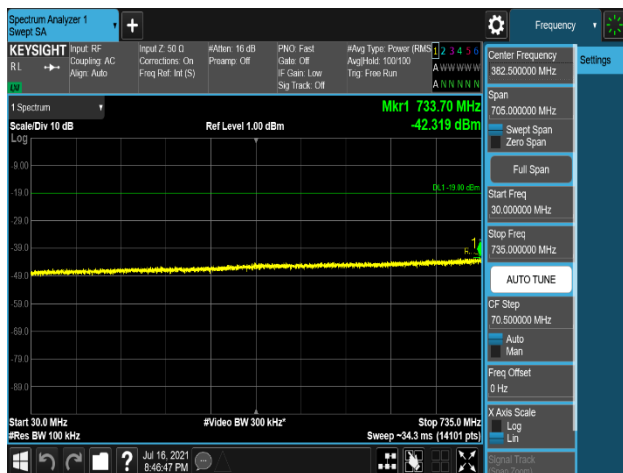 Spectrum Analyzer 1
Swept SA
+
Frequency
KEYSIGHT
RL
Input: RF
Coupling: AC
Align: Auto
Input Z: 50 Ω
Corrections: On
Freq Ref: Int (S)
#Atten: 16 dB
Preamp: Off
PNO: Fast
Gate: Off
IF Gain: Low
Sig Track: Off
#Avg Type: Power (RMS
Avg|Hold: 100/100
Trig: Free Run
1 2 3 4 5 6
A W W W W W
A N N N N N
1 Spectrum
Scale/Div 10 dB
Ref Level 1.00 dBm
Mkr1 733.70 MHz
-42.319 dBm
Log
-9.00
-19.0
-29.0
-39.0
-49.0
-59.0
-69.0
-79.0
-89.0
DL1 -19.00 dBm
1
Start 30.0 MHz
#Res BW 100 kHz
#Video BW 300 kHz*
Stop 735.0 MHz
Sweep ~34.3 ms (14101 pts)
Jul 16, 2021
8:46:47 PM
Settings
Center Frequency
382.500000 MHz
Span
705.000000 MHz
Swept Span
Zero Span
Full Span
Start Freq
30.000000 MHz
Stop Freq
735.000000 MHz
AUTO TUNE
CF Step
70.500000 MHz
Auto
Man
Freq Offset
0 Hz
X Axis Scale
Log
Lin
Signal Track
(Span Zoom)